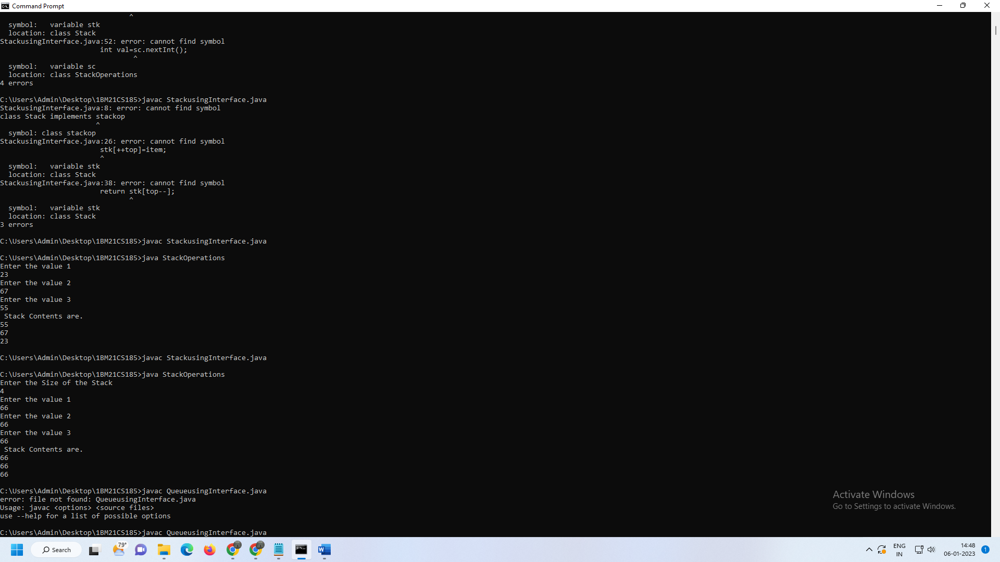 Command Prompt
^
symbol:   variable stk
location: class Stack
StackusingInterface.java:52: error: cannot find symbol
int val=sc.nextInt();
^
symbol:   variable sc
location: class StackOperations
4 errors
C:\Users\Admin\Desktop\1BM21CS185>javac StackusingInterface.java
StackusingInterface.java:8: error: cannot find symbol
class Stack implements stackop
^
symbol: class stackop
StackusingInterface.java:26: error: cannot find symbol
stk[++top]=item;
^
symbol:   variable stk
location: class Stack
StackusingInterface.java:38: error: cannot find symbol
return stk[top--];
^
symbol:   variable stk
location: class Stack
3 errors
C:\Users\Admin\Desktop\1BM21CS185>javac StackusingInterface.java
C:\Users\Admin\Desktop\1BM21CS185>java StackOperations
Enter the value 1
23
Enter the value 2
67
Enter the value 3
55
Stack Contents are.
55
67
23
C:\Users\Admin\Desktop\1BM21CS185>javac StackusingInterface.java
C:\Users\Admin\Desktop\1BM21CS185>java StackOperations
Enter the Size of the Stack
4
Enter the value 1
66
Enter the value 2
66
Enter the value 3
66
Stack Contents are.
66
66
66
C:\Users\Admin\Desktop\1BM21CS185>javac QueueusingInterface.java
error: file not found: QueueusingInterface.java
Usage: javac <options> <source files>
use --help for a list of possible options
C:\Users\Admin\Desktop\1BM21CS185>javac QueueusingInterface.java
Activate Windows
Go to Settings to activate Windows.
Search
79°
ENG
IN
14:48
06-01-2023
1